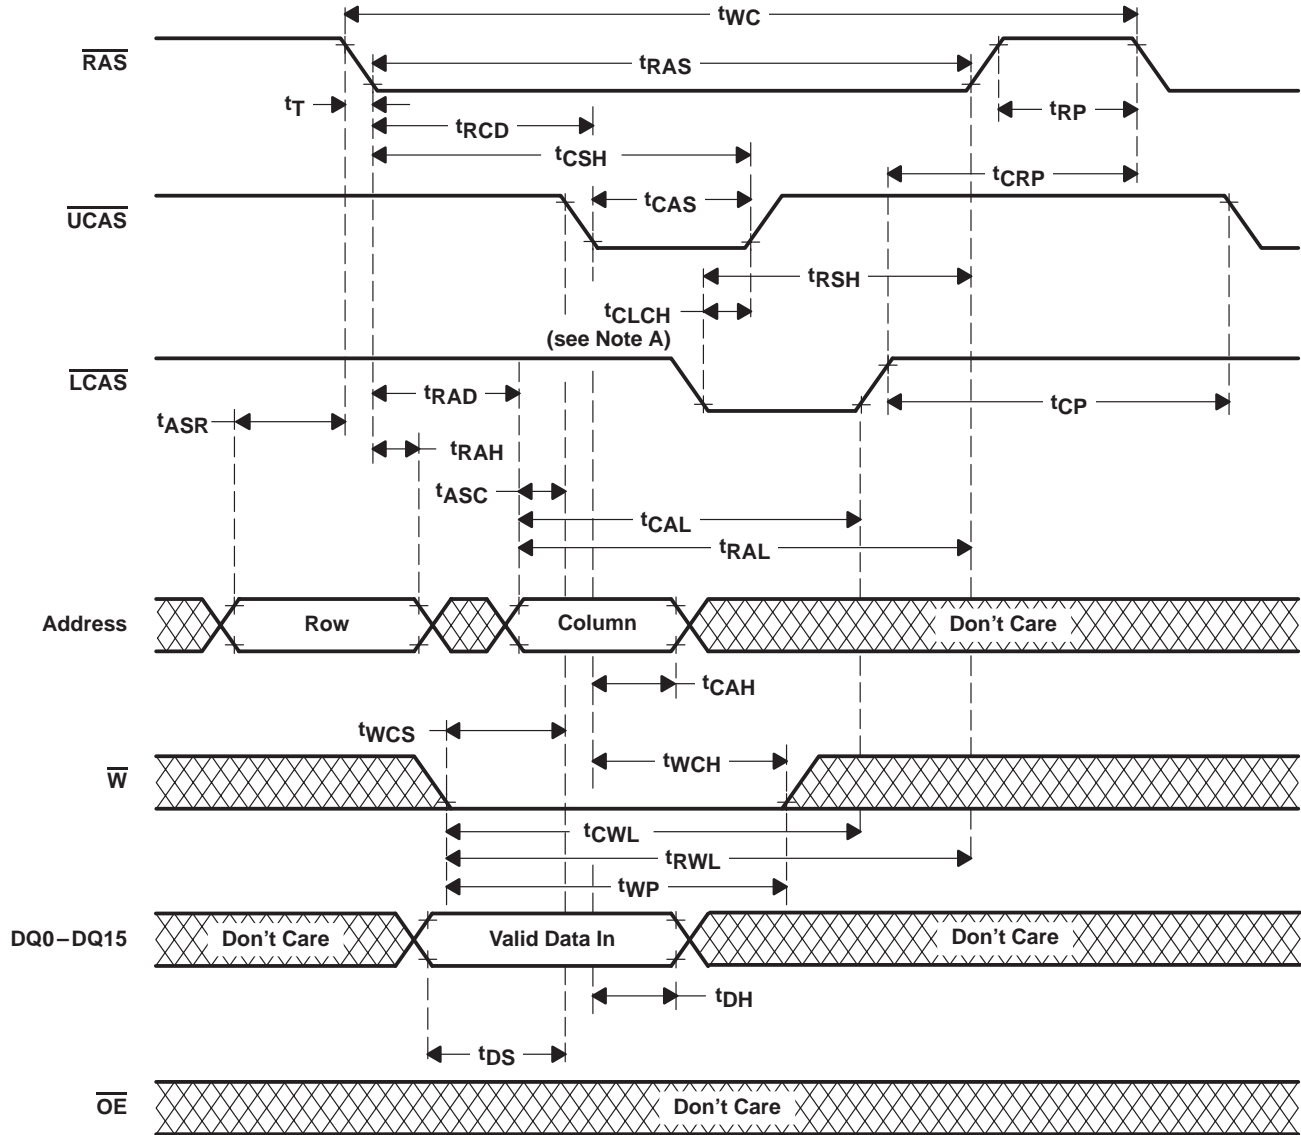 tWC
RAS
tRAS
tT
tRP
tRCD
tCSH
tCRP
UCAS
tCAS
tRSH
tCLCH
(see Note A)
LCAS
tRAD
tCP
tASR
tRAH
tASC
tCAL
tRAL
Address
Row
Column
Don't Care
tCAH
tWCS
tWCH
W
tCWL
tRWL
tWP
DQ0–DQ15
Don't Care
Valid Data In
Don't Care
tDH
tDS
OE
Don't Care